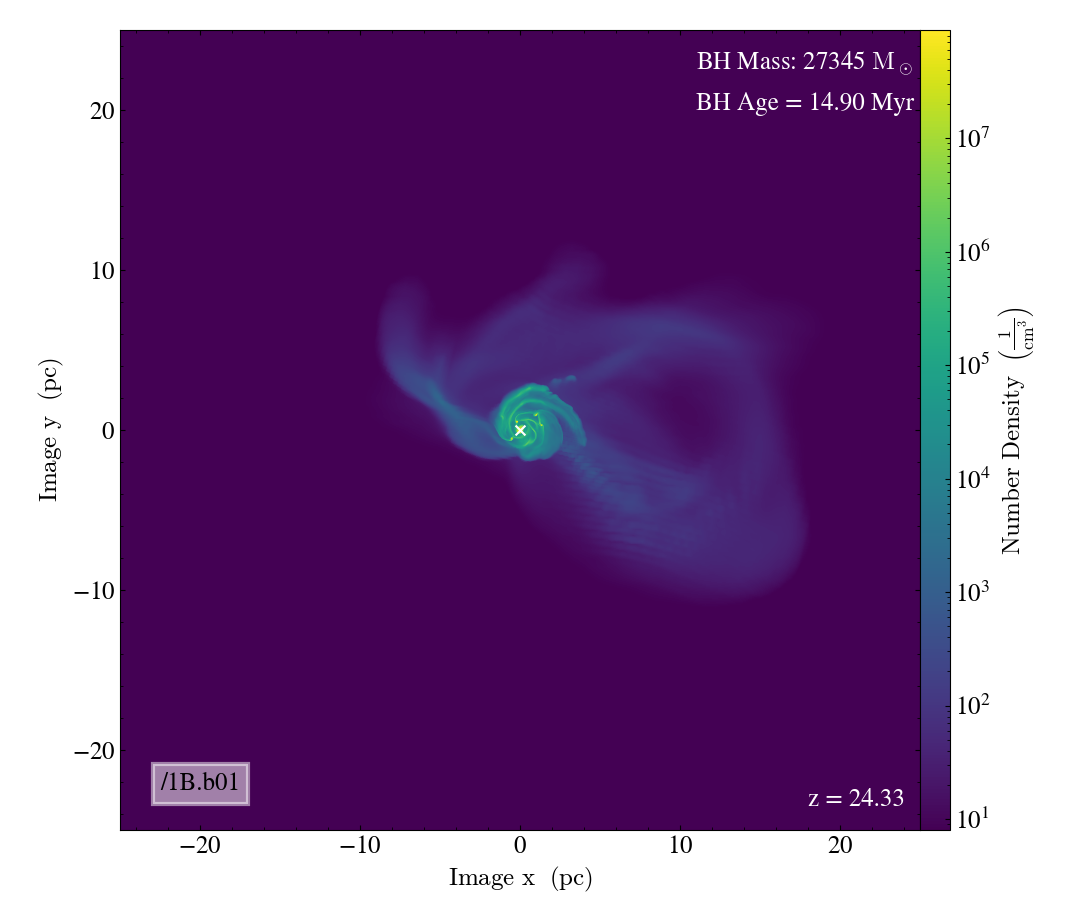 BH Mass: 27345 M☉
BH Age = 14.90 Myr
20
10
0
−10
−20
Image y (pc)
/1B.b01
z = 24.33
−20 −10 0 10 20
Image x (pc)
10⁷
10⁶
10⁵
10⁴
10³
10²
10¹
Number Density (1/cm³)